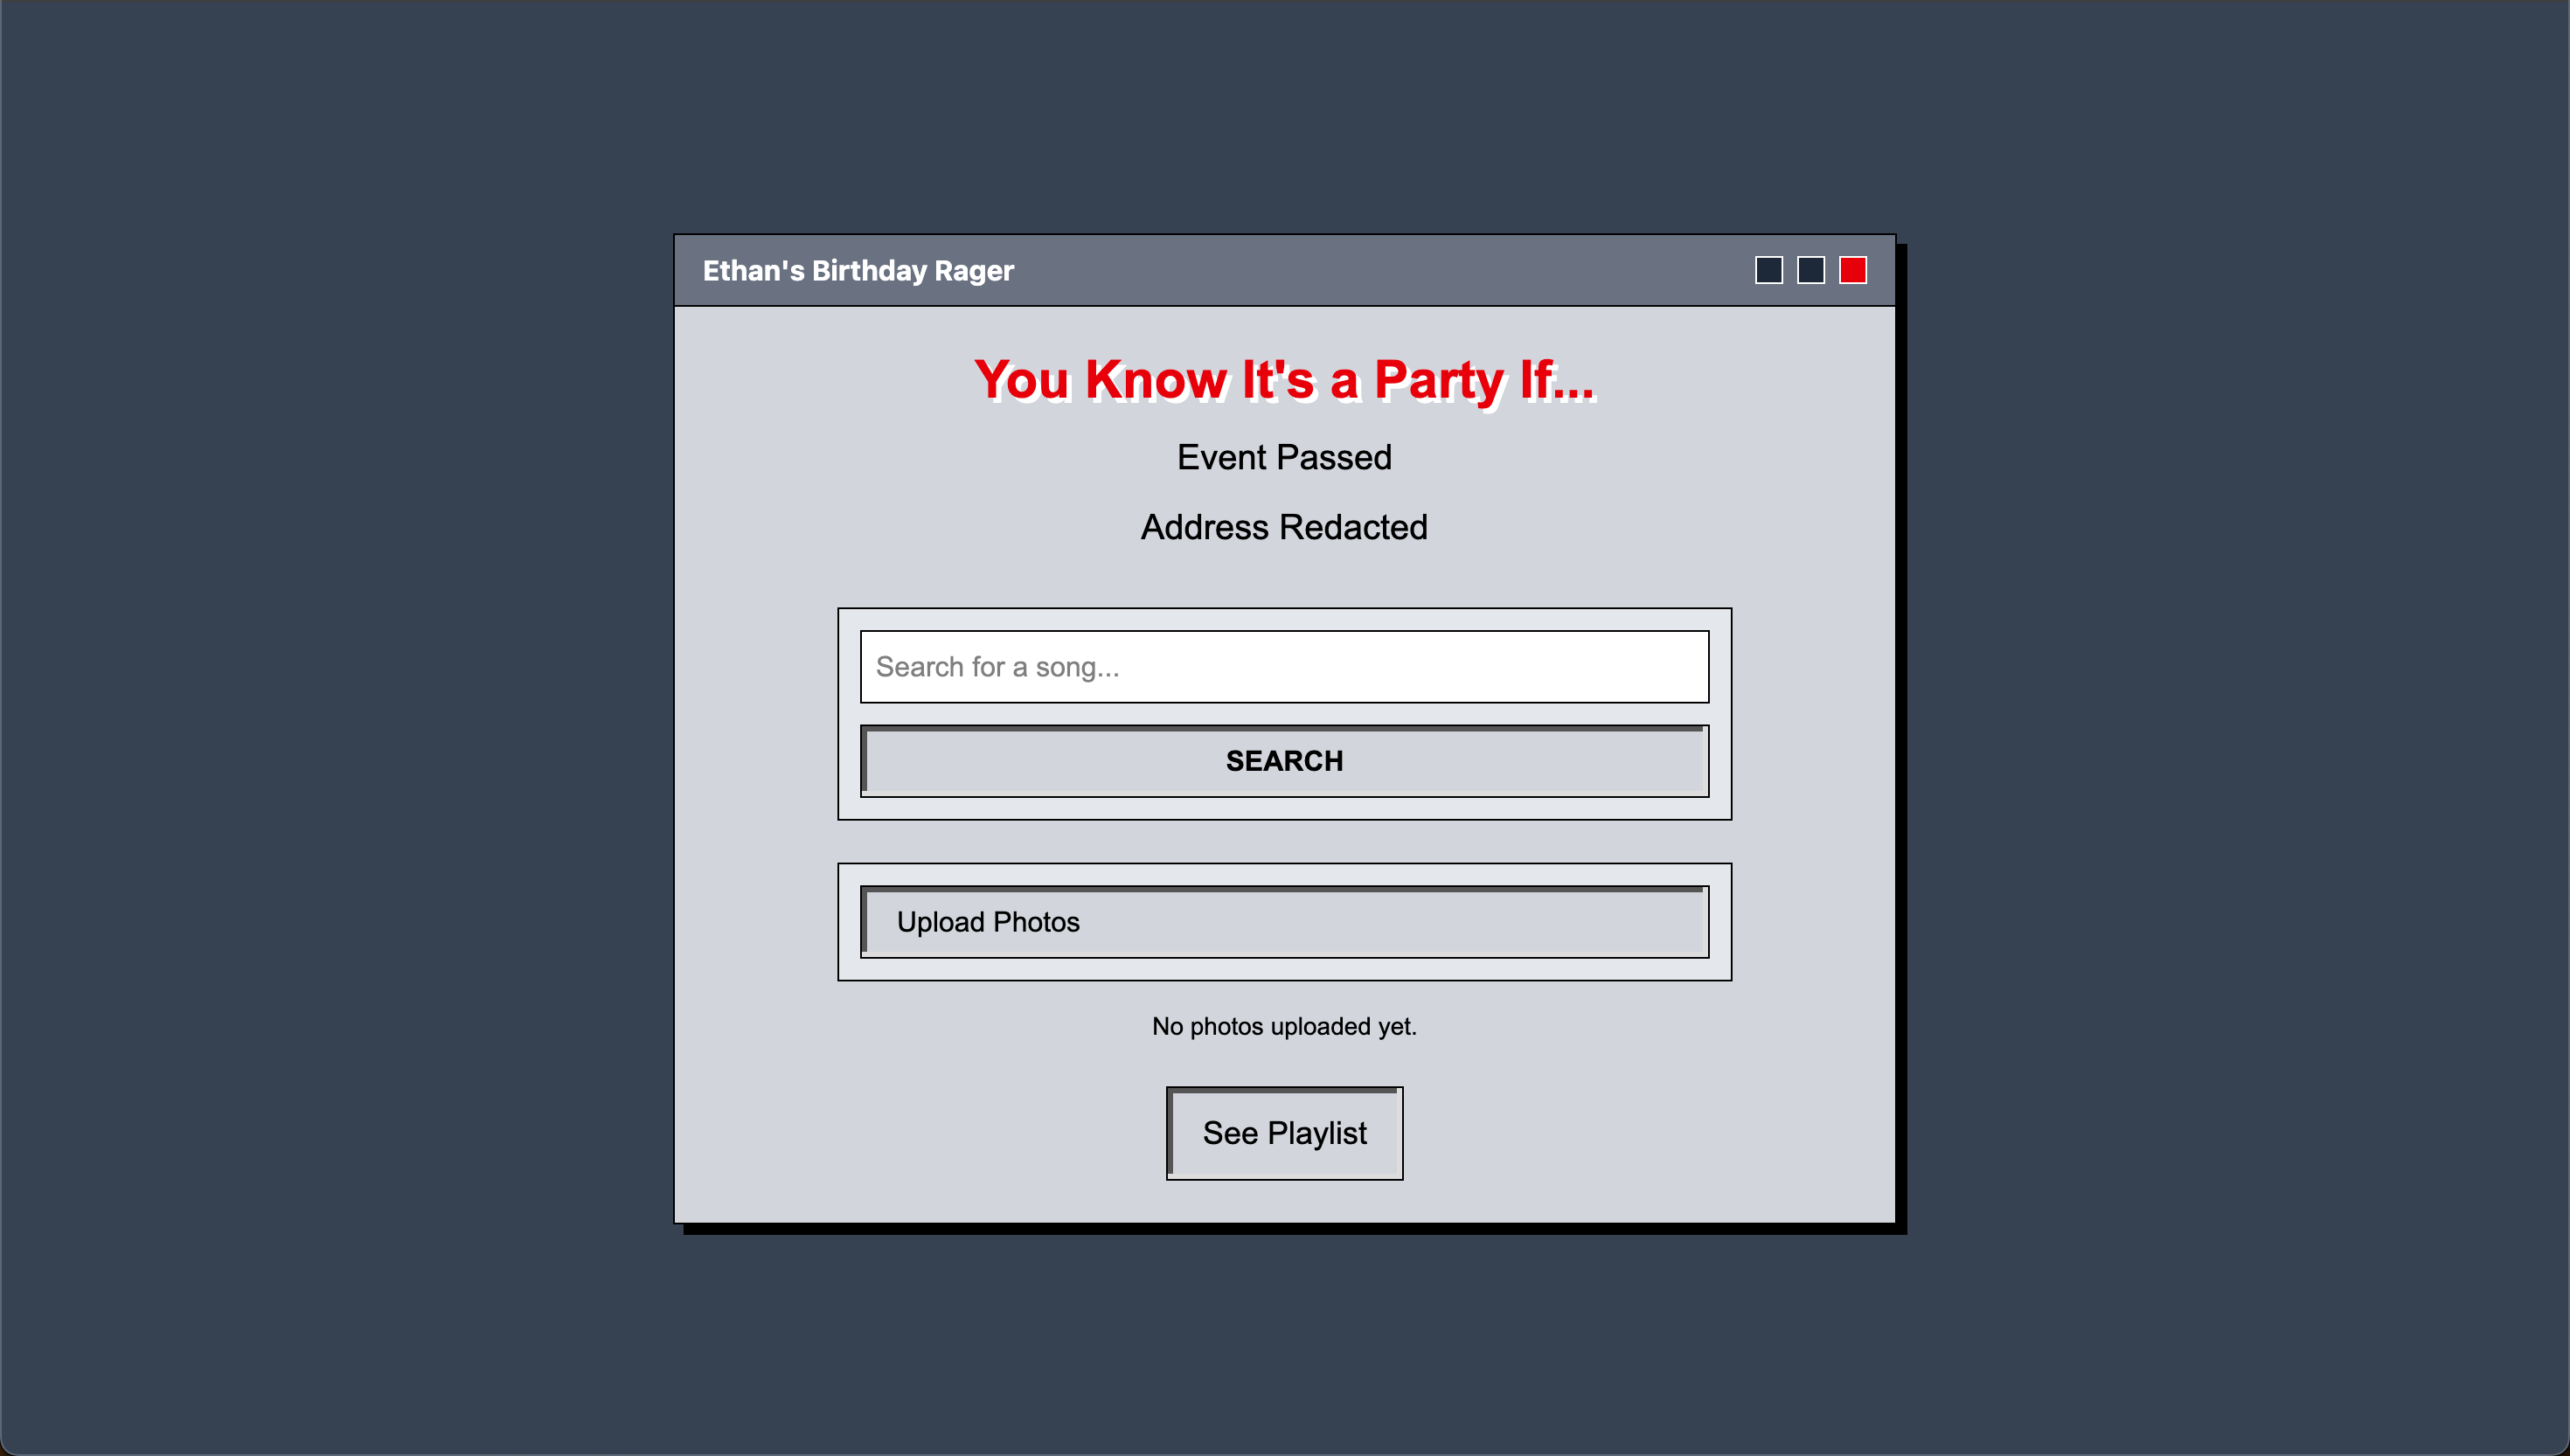 Ethan's Birthday Rager
You Know It's a Party If...
Event Passed
Address Redacted
Search for a song...
SEARCH
Upload Photos
No photos uploaded yet.
See Playlist